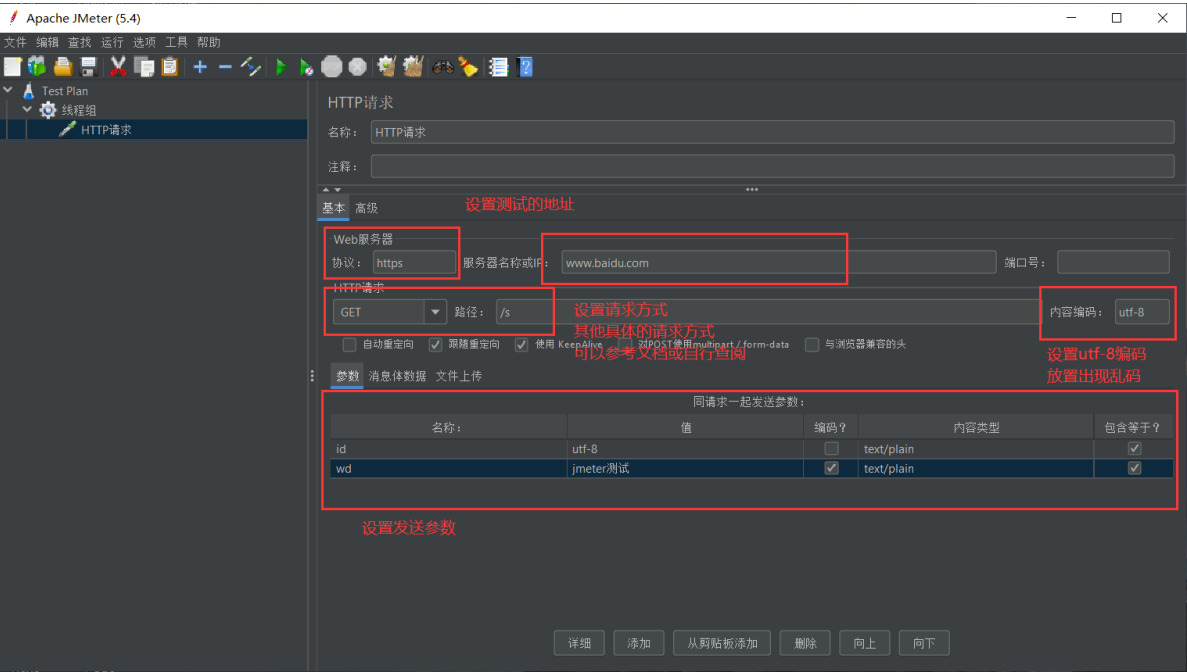 Apache JMeter (5.4)
文件 编辑 查找 运行 选项 工具 帮助
Test Plan
线程组
HTTP请求
HTTP请求
名称： HTTP请求
注释：
基本 高级
设置测试的地址
Web服务器
协议： https 服务器名称或IP： www.baidu.com 端口号：
HTTP请求
GET 路径： /s 内容编码： utf-8
设置请求方式
其他具体的请求方式
可以参考文档或自行查阅
自动重定向 跟随重定向 使用 KeepAlive 对POST使用multipart / form-data 与浏览器兼容的头
设置utf-8编码
放置出现乱码
参数 消息体数据 文件上传
同请求一起发送参数：
名称： 值 编码？ 内容类型 包含等于？
id utf-8 text/plain
wd jmeter测试 text/plain
设置发送参数
详细 添加 从剪贴板添加 删除 向上 向下